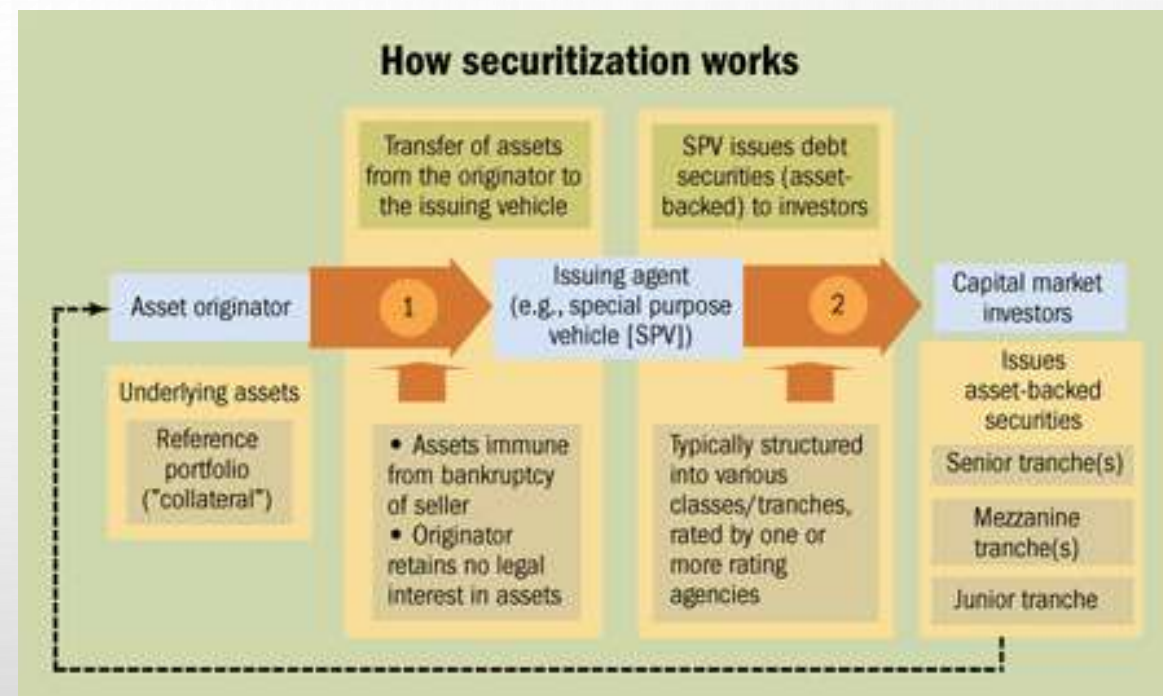 How securitization works
Transfer of assets
from the originator to
the issuing vehicle
SPV issues debt
securities (asset-
backed) to investors
Asset originator
1
Issuing agent
(e.g., special purpose
vehicle [SPV])
2
Capital market
investors
Underlying assets
Reference
portfolio
("collateral")
• Assets immune
from bankruptcy
of seller
• Originator
retains no legal
interest in assets
Typically structured
into various
classes/tranches,
rated by one or
more rating
agencies
Issues
asset-backed
securities
Senior tranche(s)
Mezzanine
tranche(s)
Junior tranche